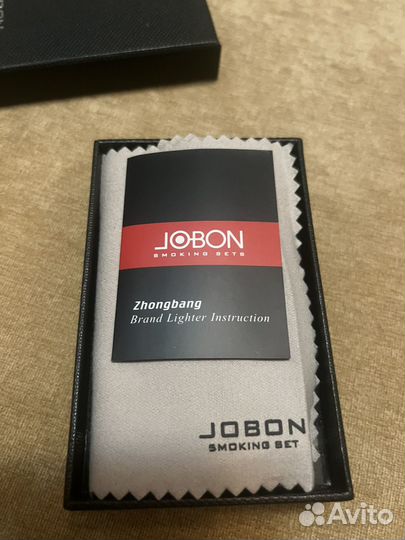 JOBON
SMOKING SETS
Zhongbang
Brand Lighter Instruction
JOBON
SMOKING SET
Avito